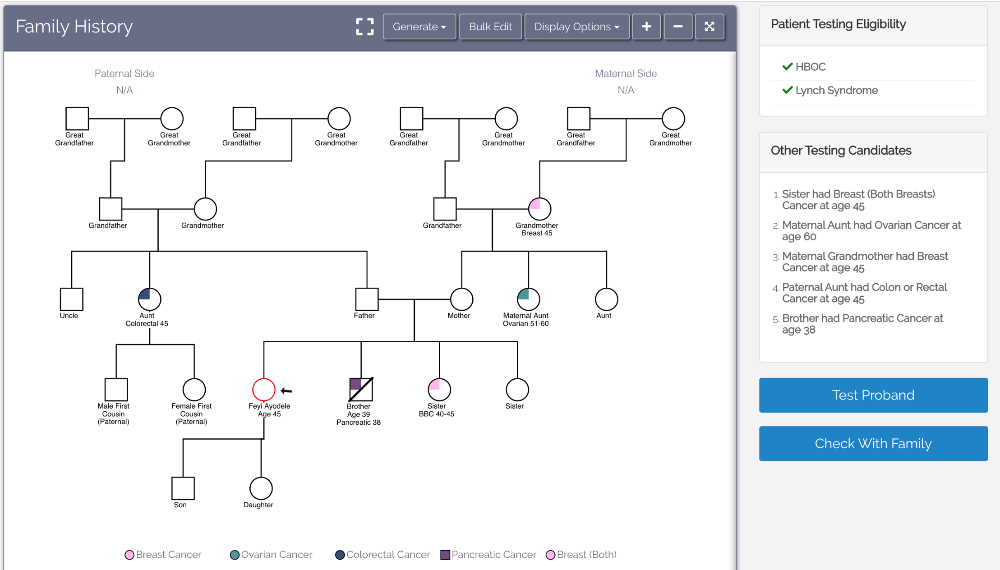 Family History
Generate
Bulk Edit
Display Options
Paternal Side
N/A
Maternal Side
N/A
Great
Grandfather
Great
Grandmother
Great
Grandfather
Great
Grandmother
Great
Grandfather
Great
Grandmother
Great
Grandfather
Great
Grandmother
Grandfather
Grandmother
Grandfather
Grandmother
Breast 45
Uncle
Aunt
Colorectal 45
Father
Mother
Maternal Aunt
Ovarian 51-60
Aunt
Male First
Cousin
(Paternal)
Female First
Cousin
(Paternal)
Feyi Ayodele
Age 45
Brother
Age 39
Pancreatic 38
Sister
BBC 40-45
Sister
Son
Daughter
Breast Cancer
Ovarian Cancer
Colorectal Cancer
Pancreatic Cancer
Breast (Both)
Patient Testing Eligibility
HBOC
Lynch Syndrome
Other Testing Candidates
1. Sister had Breast (Both Breasts)
Cancer at age 45
2. Maternal Aunt had Ovarian Cancer at
age 60
3. Maternal Grandmother had Breast
Cancer at age 45
4. Paternal Aunt had Colon or Rectal
Cancer at age 45
5. Brother had Pancreatic Cancer at
age 38
Test Proband
Check With Family